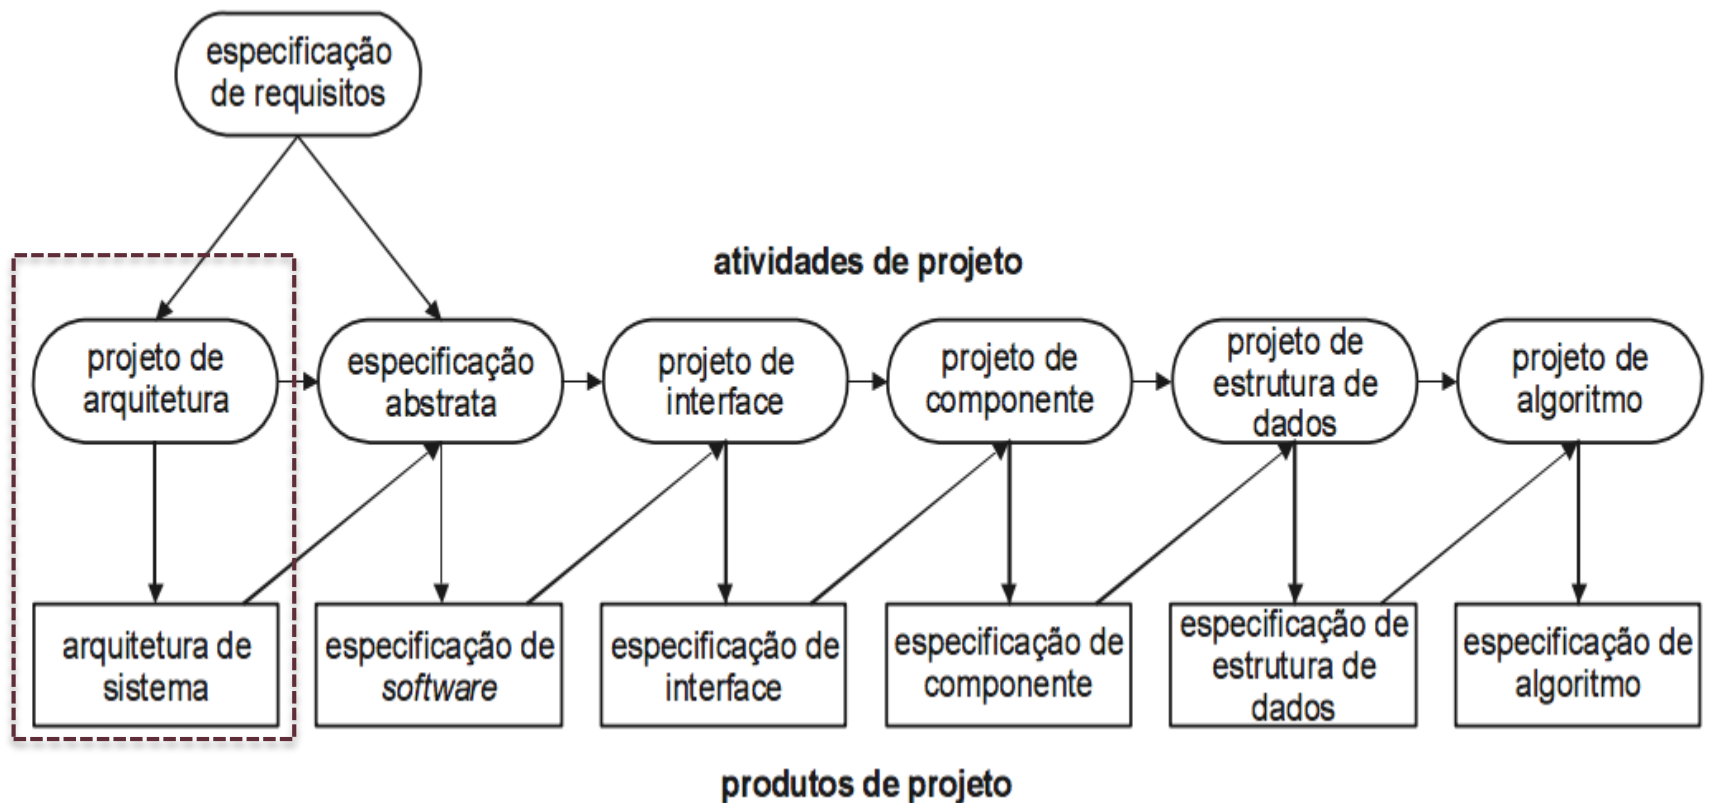 especificação
de requisitos
atividades de projeto
projeto de
arquitetura
especificação
abstrata
projeto de
interface
projeto de
componente
projeto de
estrutura de
dados
projeto de
algoritmo
arquitetura de
sistema
especificação de
software
especificação de
interface
especificação de
componente
especificação de
estrutura de
dados
especificação de
algoritmo
produtos de projeto